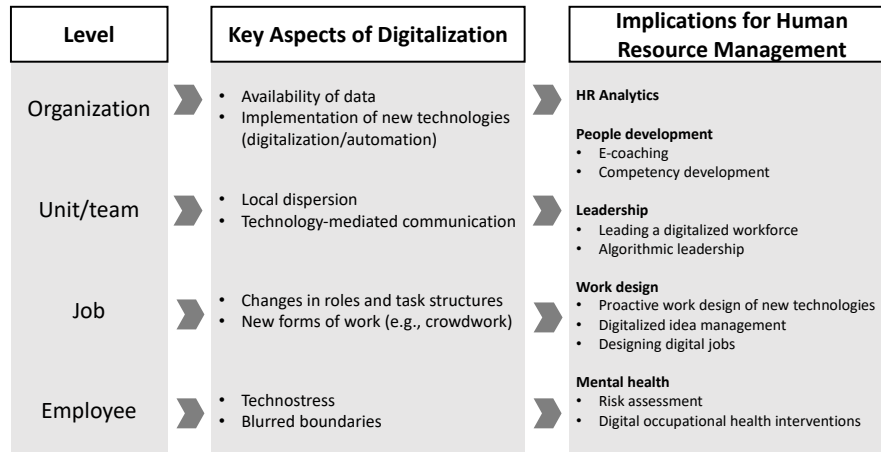 Level
Key Aspects of Digitalization
Implications for Human
Resource Management
Organization
• Availability of data
• Implementation of new technologies
(digitalization/automation)
HR Analytics
People development
• E-coaching
• Competency development
Unit/team
• Local dispersion
• Technology-mediated communication
Leadership
• Leading a digitalized workforce
• Algorithmic leadership
Job
• Changes in roles and task structures
• New forms of work (e.g., crowdwork)
Work design
• Proactive work design of new technologies
• Digitalized idea management
• Designing digital jobs
Employee
• Technostress
• Blurred boundaries
Mental health
• Risk assessment
• Digital occupational health interventions